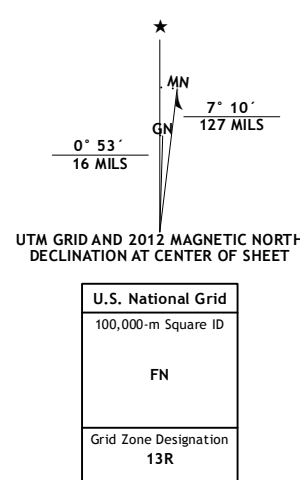 MN
7° 10´
127 MILS
GN
0° 53´
16 MILS
UTM GRID AND 2012 MAGNETIC NORTH
DECLINATION AT CENTER OF SHEET
U.S. National Grid
100,000-m Square ID
FN
Grid Zone Designation
13R